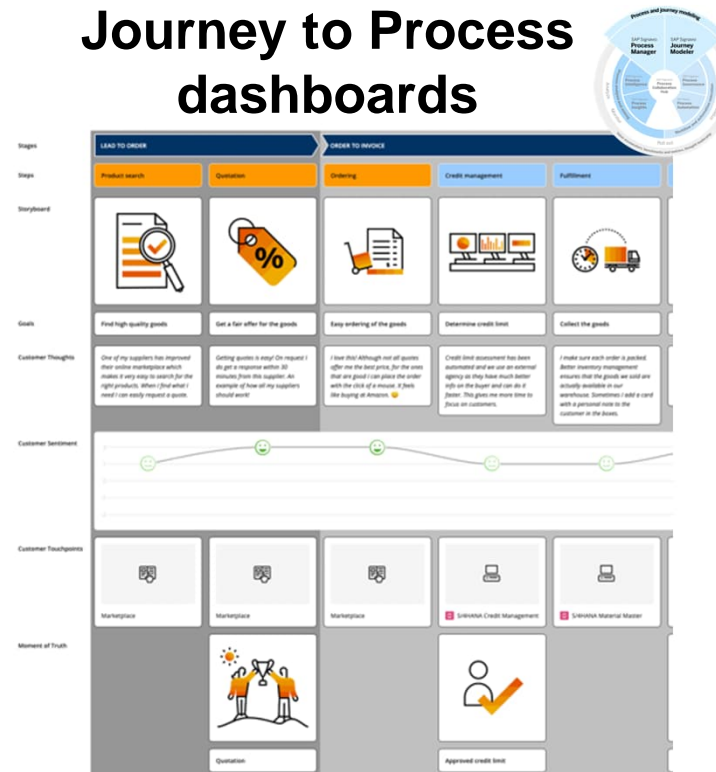 Journey to Process
dashboards
Process and journey modeling
SAP Signavio
Process
Manager
SAP Signavio
Journey
Modeler
Process
Collaboration
Hub
Stages
LEAD TO ORDER
ORDER TO INVOICE
Steps
Product search
Quotation
Ordering
Credit management
Fulfillment
Storyboard
%
Goals
Find high quality goods
Get a fair offer for the goods
Easy ordering of the goods
Determine credit limit
Collect the goods
Customer Thoughts
One of my suppliers has improved
their online marketplace which
makes it very easy to search for the
right products. When I find what I
need I can easily request a quote.
Getting quotes is easy! On request I
do get a response within 30
minutes from this supplier. An
example of how all my suppliers
should work!
I love this! Although not all quotes
offer me the best price, for the ones
that are good I can place the order
with the click of a mouse. It feels
like buying at Amazon. 😀
Credit limit assessment has been
automated and we use an external
agency as they have much better
info on the buyer and can do it
faster. This gives me more time to
focus on customers.
I make sure each order is packed.
Better inventory management
ensures that the goods we sold are
actually available in our
warehouse. Sometimes I add a card
with a personal note to the
customer in the boxes.
Customer Sentiment
Customer Touchpoints
Marketplace
Marketplace
Marketplace
S/4HANA Credit Management
S/4HANA Material Master
Moment of Truth
Quotation
Approved credit limit